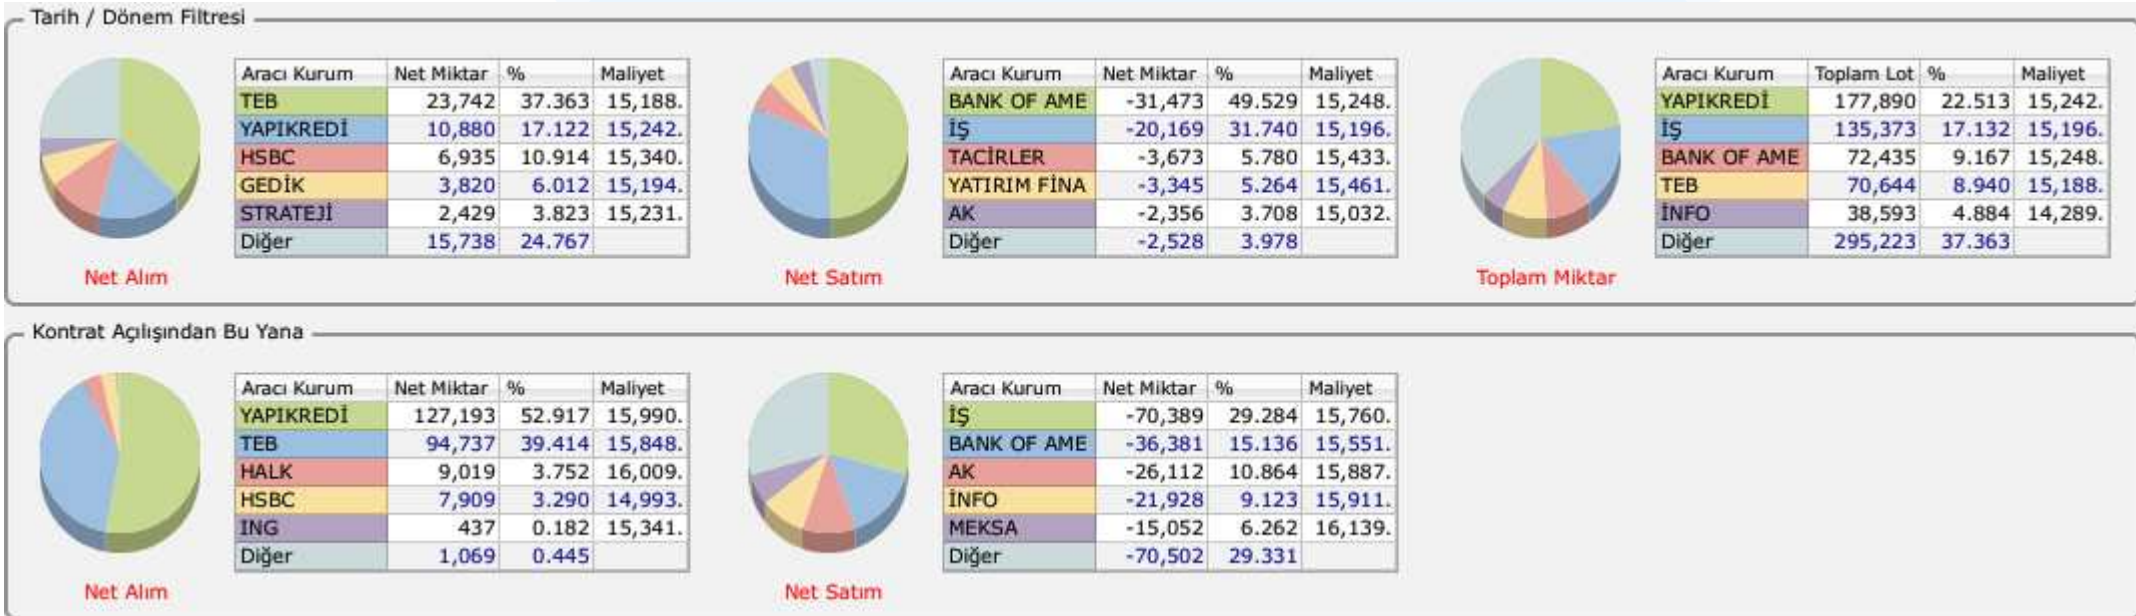 Tarih / Dönem Filtresi
Aracı Kurum Net Miktar % Maliyet
TEB 23,742 37.363 15,188.
YAPIKREDİ 10,880 17.122 15,242.
HSBC 6,935 10.914 15,340.
GEDİK 3,820 6.012 15,194.
STRATEJİ 2,429 3.823 15,231.
Diğer 15,738 24.767
Net Alım
Aracı Kurum Net Miktar % Maliyet
BANK OF AME -31,473 49.529 15,248.
İŞ -20,169 31.740 15,196.
TACİRLER -3,673 5.780 15,433.
YATIRIM FİNA -3,345 5.264 15,461.
AK -2,356 3.708 15,032.
Diğer -2,528 3.978
Net Satım
Aracı Kurum Toplam Lot % Maliyet
YAPIKREDİ 177,890 22.513 15,242.
İŞ 135,373 17.132 15,196.
BANK OF AME 72,435 9.167 15,248.
TEB 70,644 8.940 15,188.
İNFO 38,593 4.884 14,289.
Diğer 295,223 37.363
Toplam Miktar
Kontrat Açılışından Bu Yana
Aracı Kurum Net Miktar % Maliyet
YAPIKREDİ 127,193 52.917 15,990.
TEB 94,737 39.414 15,848.
HALK 9,019 3.752 16,009.
HSBC 7,909 3.290 14,993.
ING 437 0.182 15,341.
Diğer 1,069 0.445
Net Alım
Aracı Kurum Net Miktar % Maliyet
İŞ -70,389 29.284 15,760.
BANK OF AME -36,381 15.136 15,551.
AK -26,112 10.864 15,887.
İNFO -21,928 9.123 15,911.
MEKSA -15,052 6.262 16,139.
Diğer -70,502 29.331
Net Satım